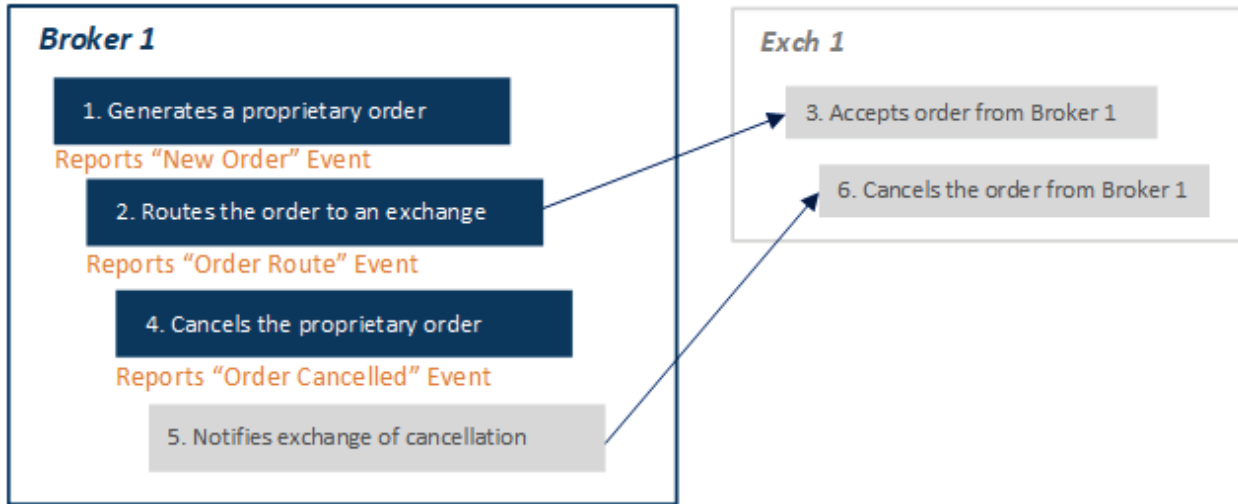 Broker 1
1. Generates a proprietary order
Reports “New Order” Event
2. Routes the order to an exchange
Reports “Order Route” Event
4. Cancels the proprietary order
Reports “Order Cancelled” Event
5. Notifies exchange of cancellation
Exch 1
3. Accepts order from Broker 1
6. Cancels the order from Broker 1